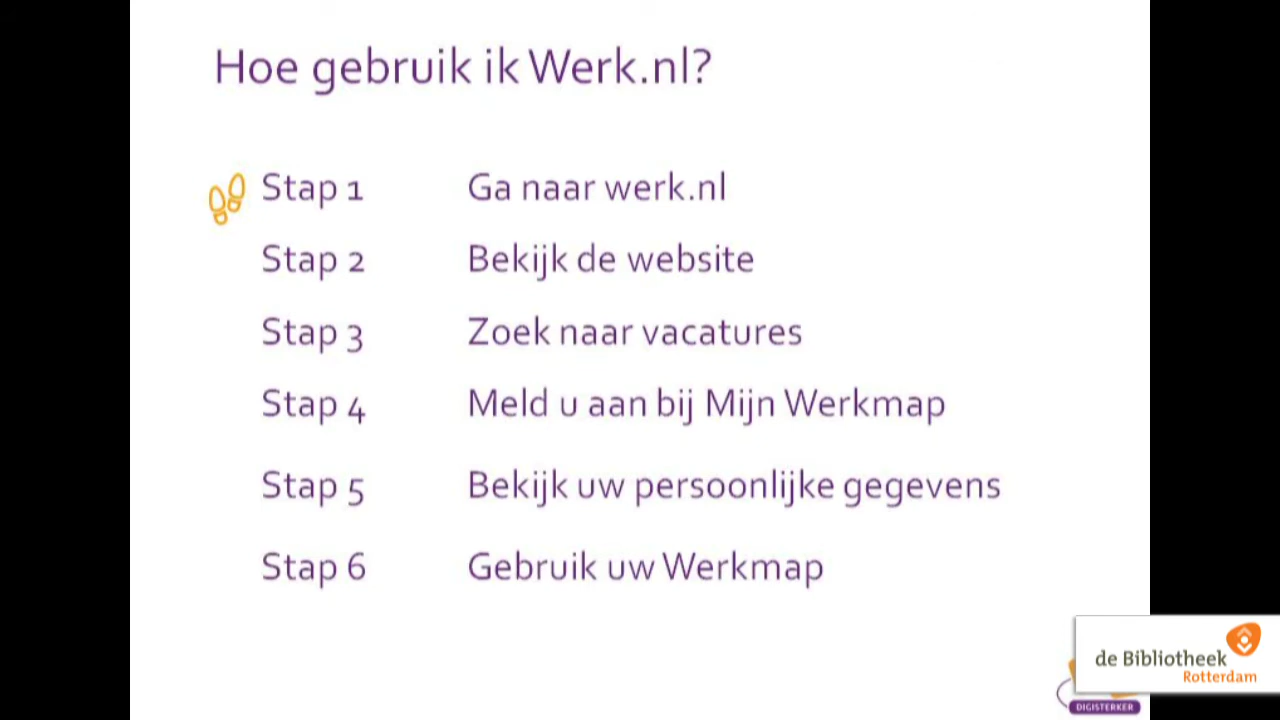 Hoe gebruik ik Werk.nl?
Stap 1 Ga naar werk.nl
Stap 2 Bekijk de website
Stap 3 Zoek naar vacatures
Stap 4 Meld u aan bij Mijn Werkmap
Stap 5 Bekijk uw persoonlijke gegevens
Stap 6 Gebruik uw Werkmap
de Bibliotheek
Rotterdam
DIGISTERKER